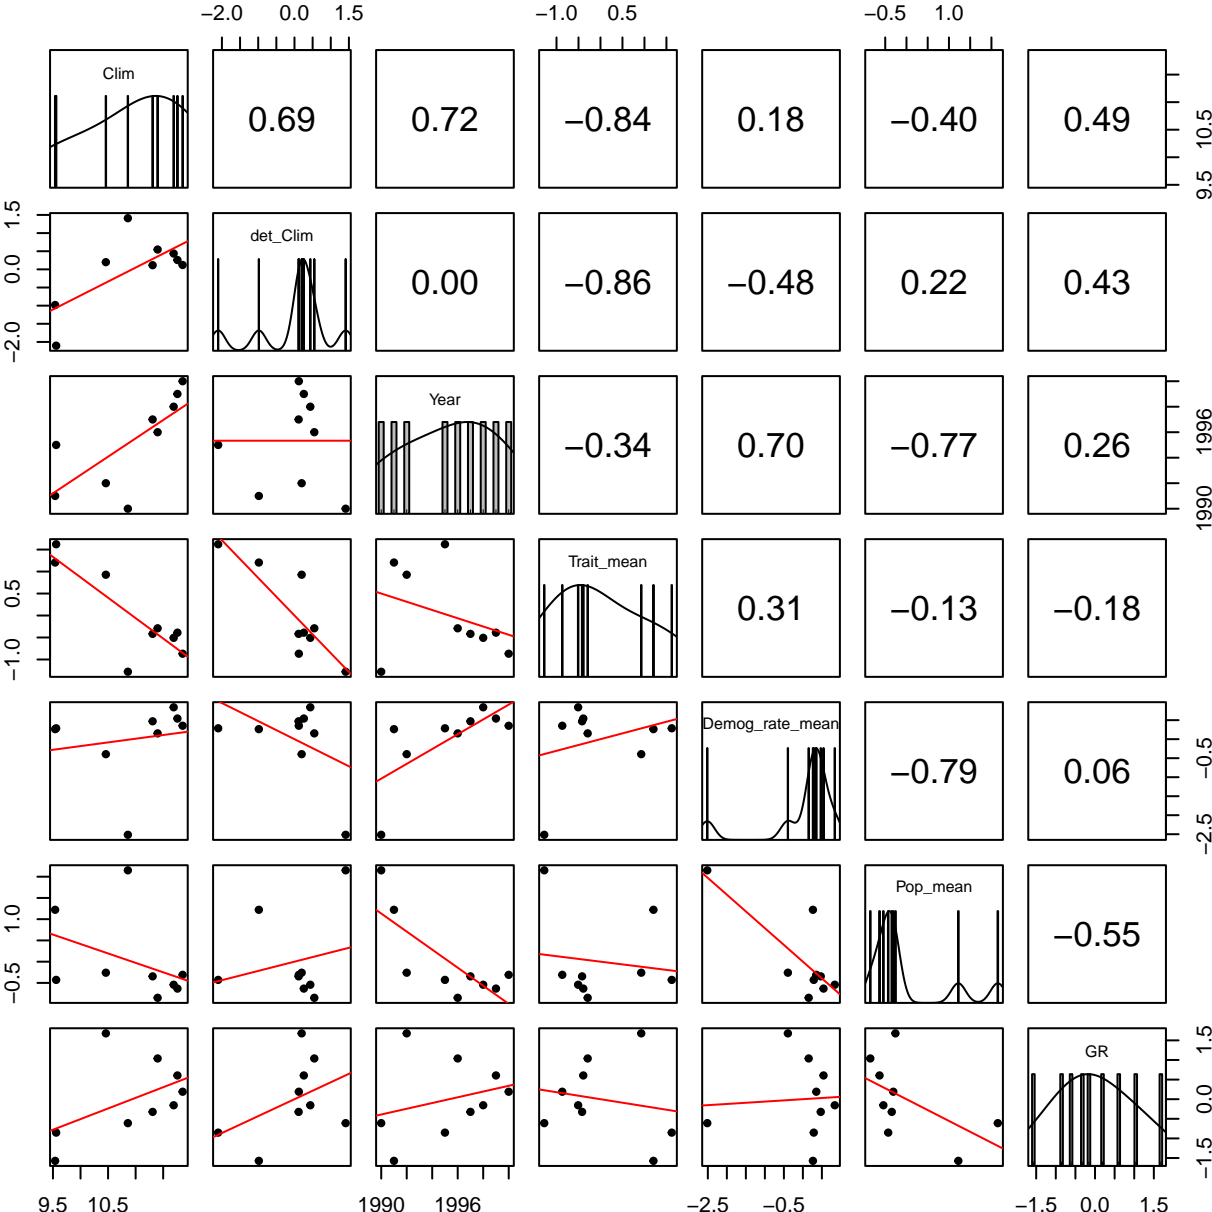 −2.0 0.0 1.5 −1.0 0.5 −0.5 1.0
Clim 0.69 0.72 −0.84 0.18 −0.40 0.49 9.5 10.5
−2.0 0.0 1.5 det_Clim 0.00 −0.86 −0.48 0.22 0.43
Year −0.34 0.70 −0.77 0.26 1990 1996
−1.0 0.5 Trait_mean 0.31 −0.13 −0.18
Demog_rate_mean −0.79 0.06 −2.5 −0.5
−0.5 1.0 Pop_mean −0.55
GR −1.5 0.0 1.5
9.5 10.5 1990 1996 −2.5 −0.5 −1.5 0.0 1.5